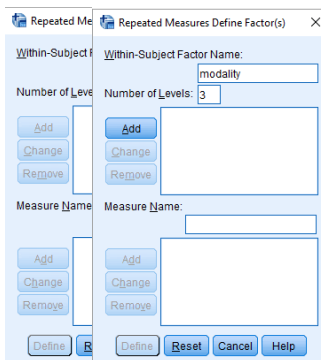 Repeated Me
Within-Subject F
Number of Leve
Add
Change
Remove
Measure Name:
Add
Change
Remove
Define R
Repeated Measures Define Factor(s)
Within-Subject Factor Name:
modality
Number of Levels: 3
Add
Change
Remove
Measure Name:
Add
Change
Remove
Define Reset Cancel Help